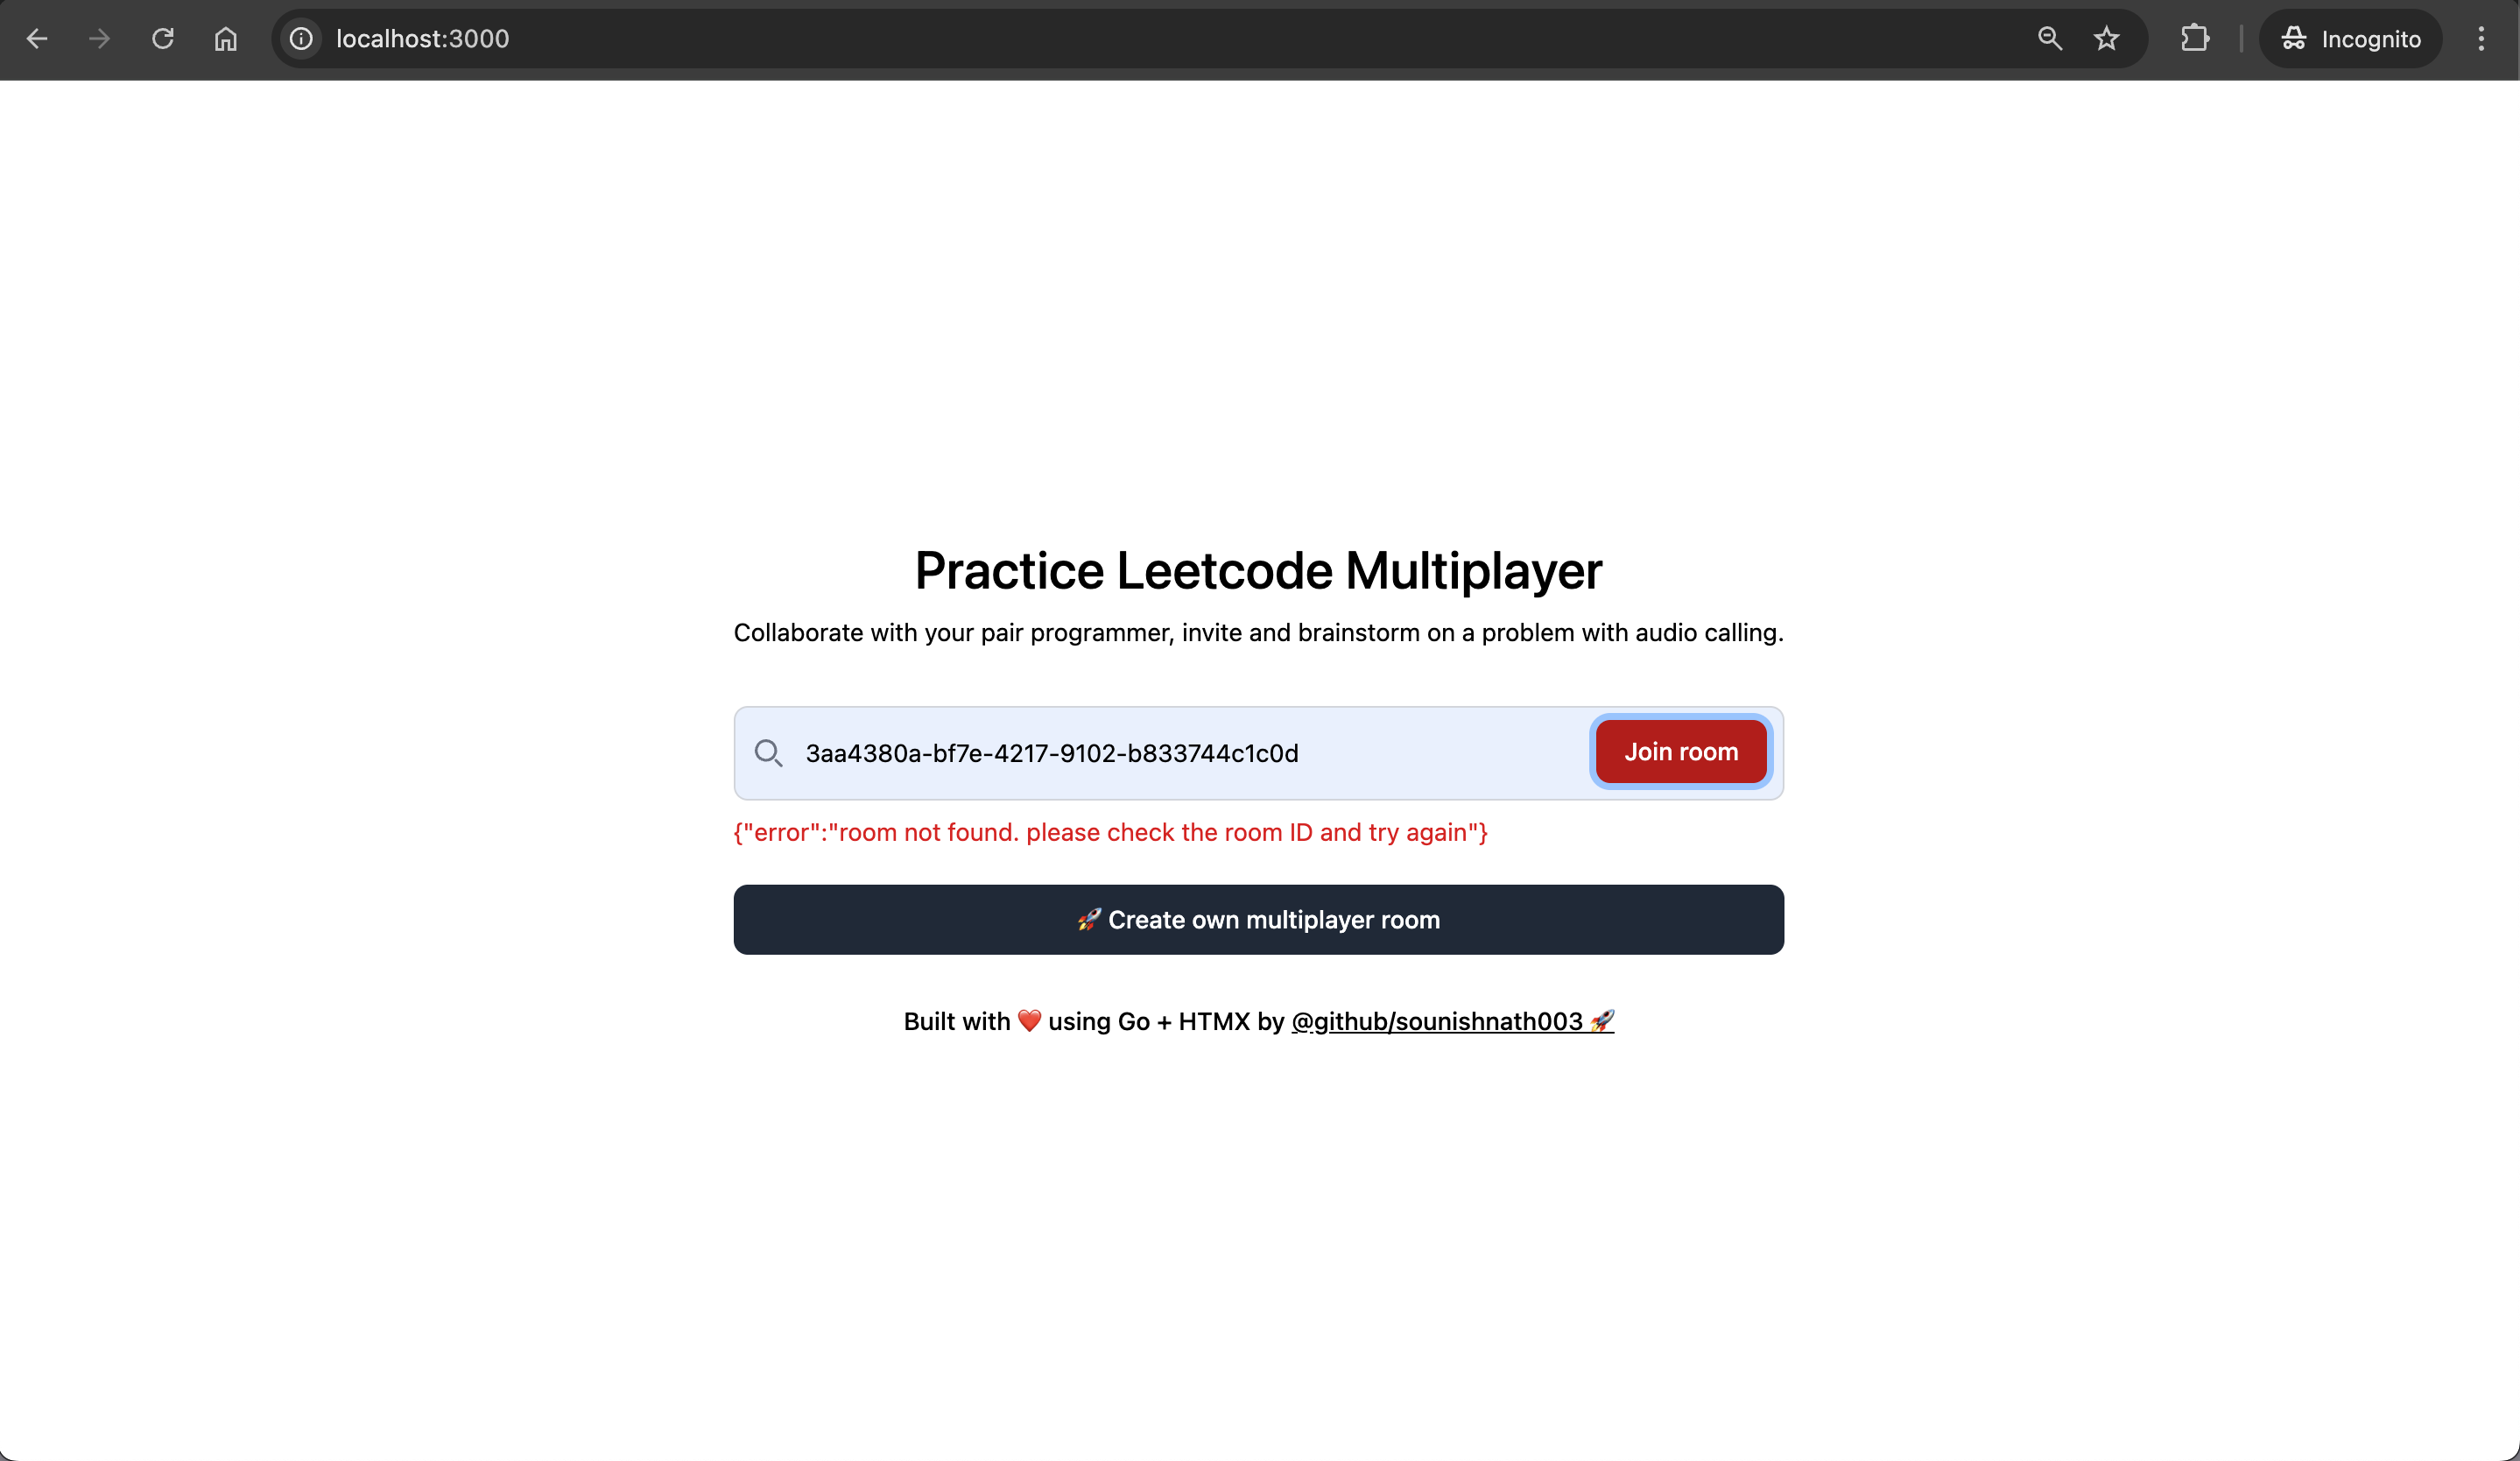 localhost:3000
Incognito
Practice Leetcode Multiplayer
Collaborate with your pair programmer, invite and brainstorm on a problem with audio calling.
3aa4380a-bf7e-4217-9102-b833744c1c0d
Join room
{"error":"room not found. please check the room ID and try again"}
🚀 Create own multiplayer room
Built with ❤️ using Go + HTMX by @github/sounishnath003 🚀